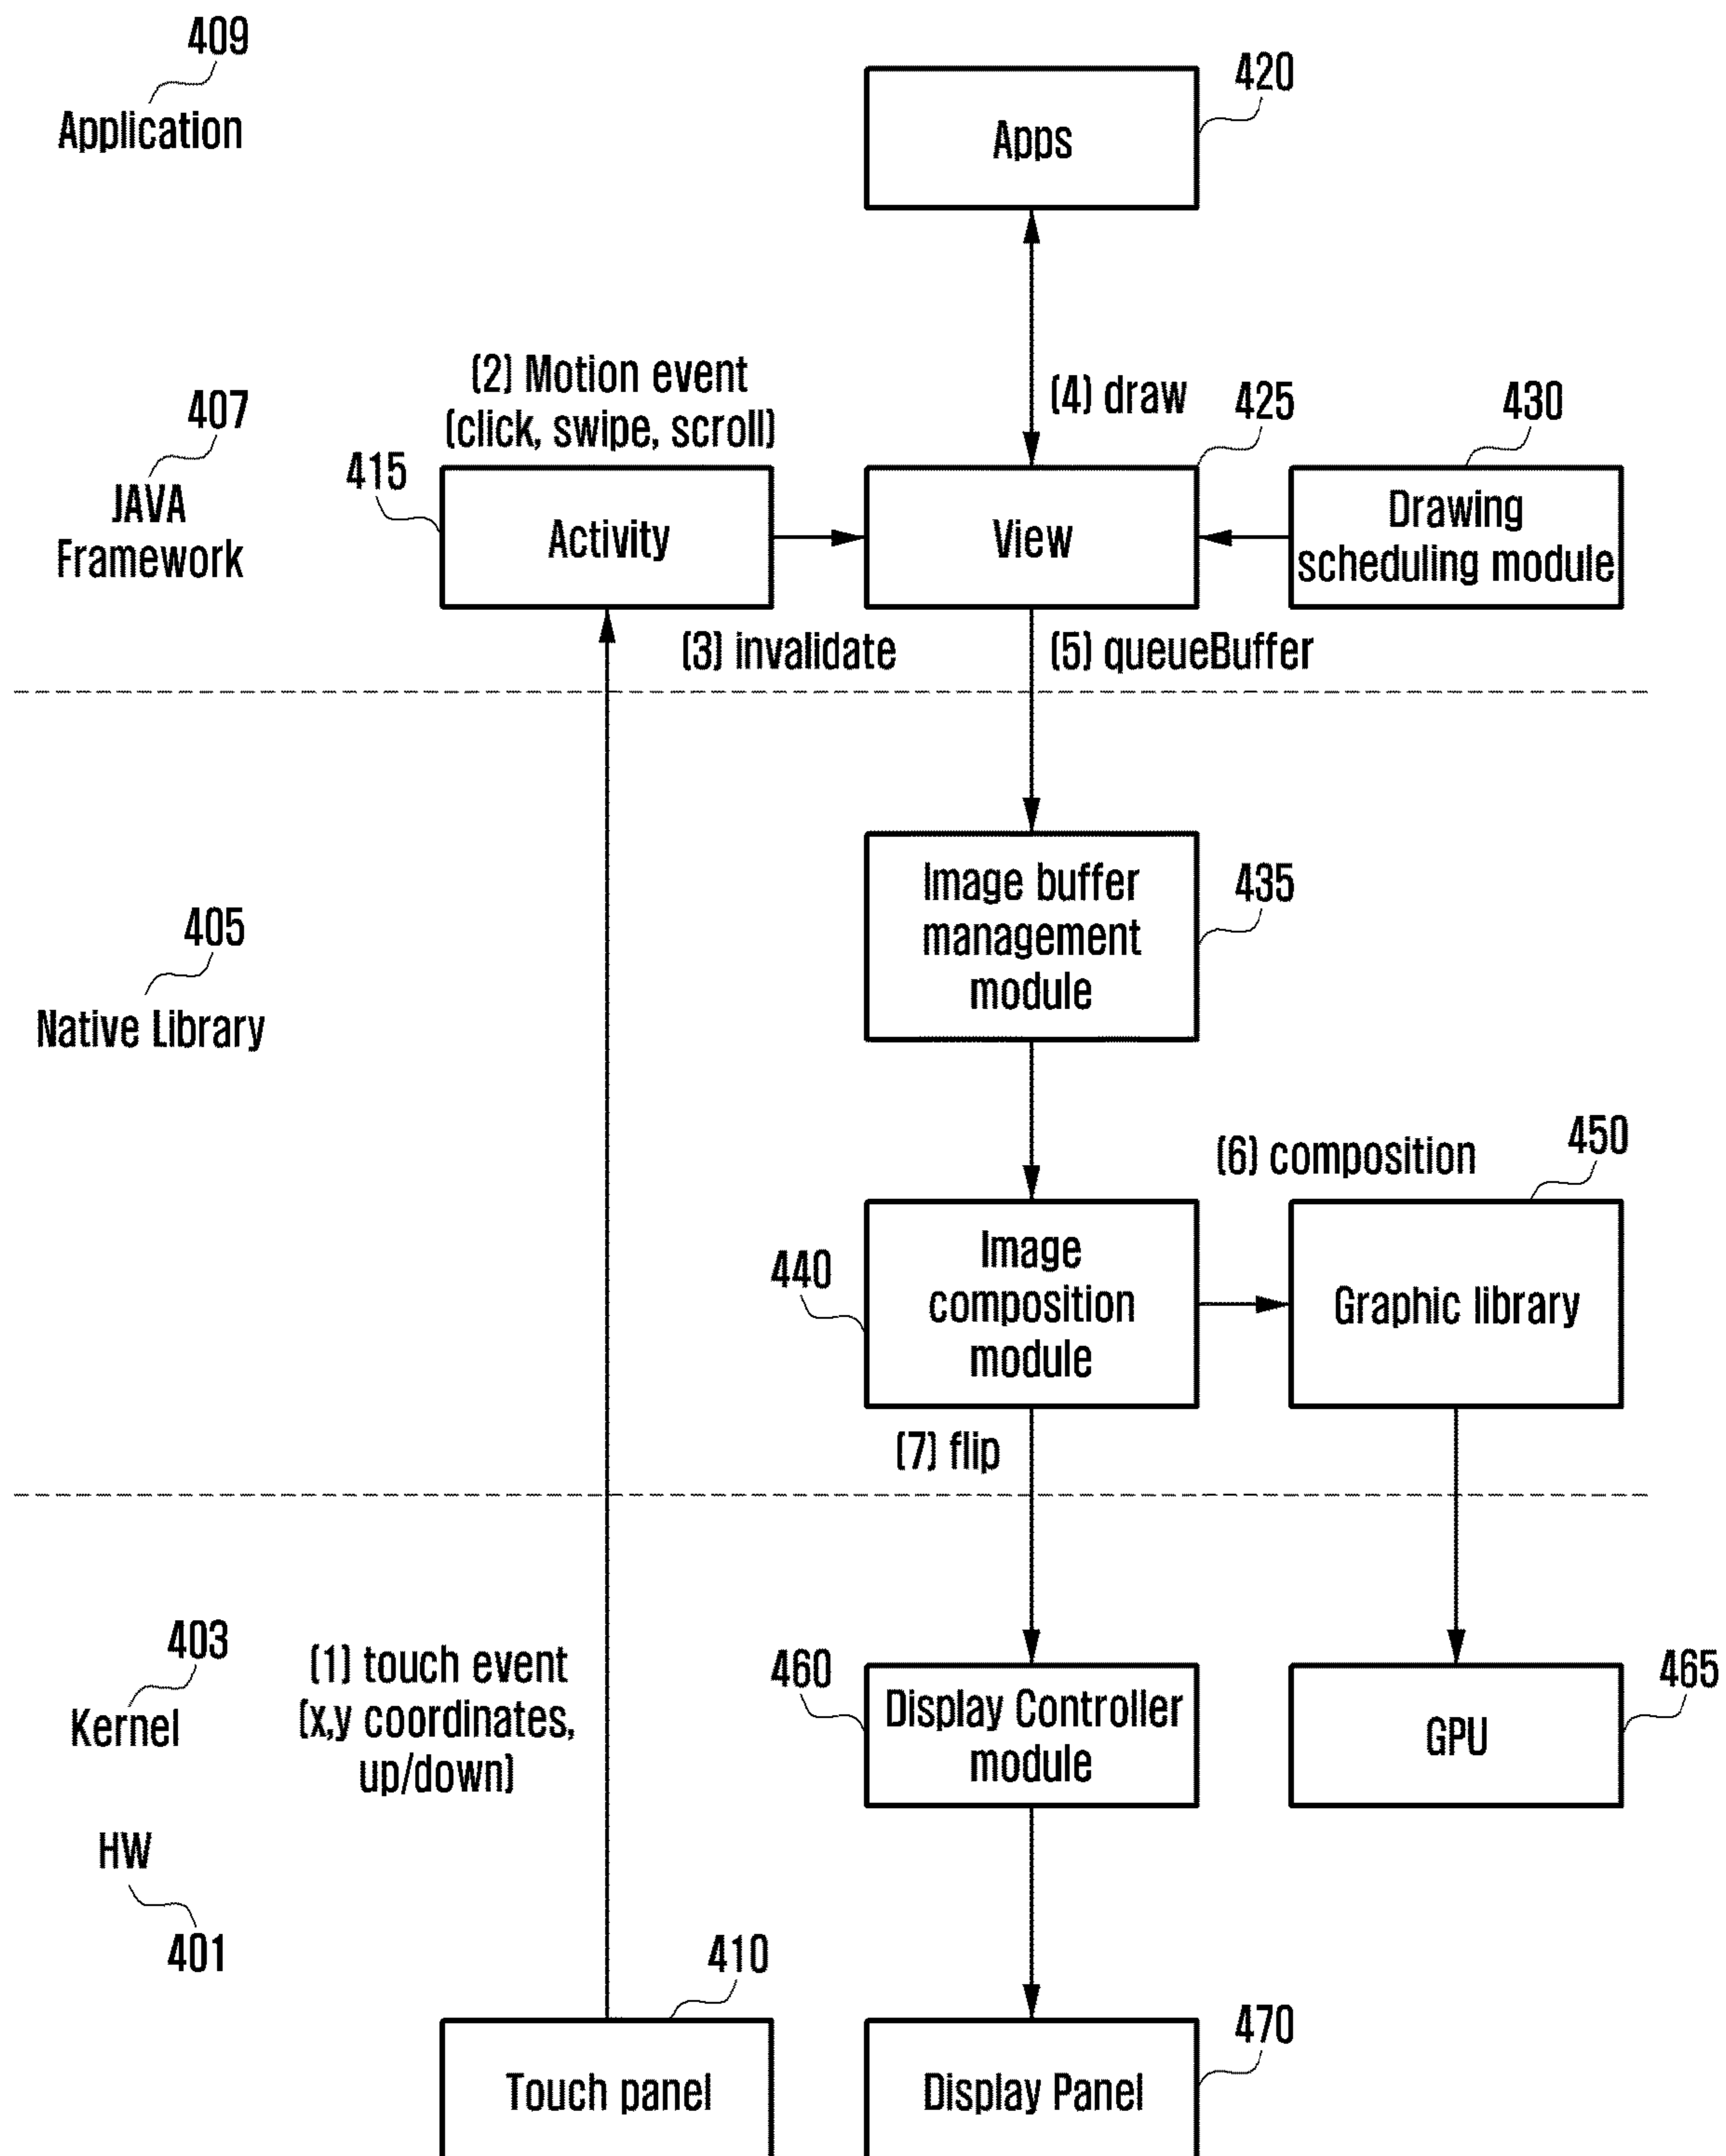 409
Application
420
Apps
(2) Motion event
(click, swipe, scroll)
(4) draw
425
430
407
JAVA
Framework
415
Activity
View
Drawing
scheduling module
(3) invalidate
(5) queueBuffer
405
Native Library
Image buffer
management
module
435
(6) composition
450
440
Image
composition
module
Graphic library
(7) flip
403
Kernel
(1) touch event
(x,y coordinates,
up/down)
460
Display Controller
module
GPU
465
HW
401
410
Touch panel
Display Panel
470